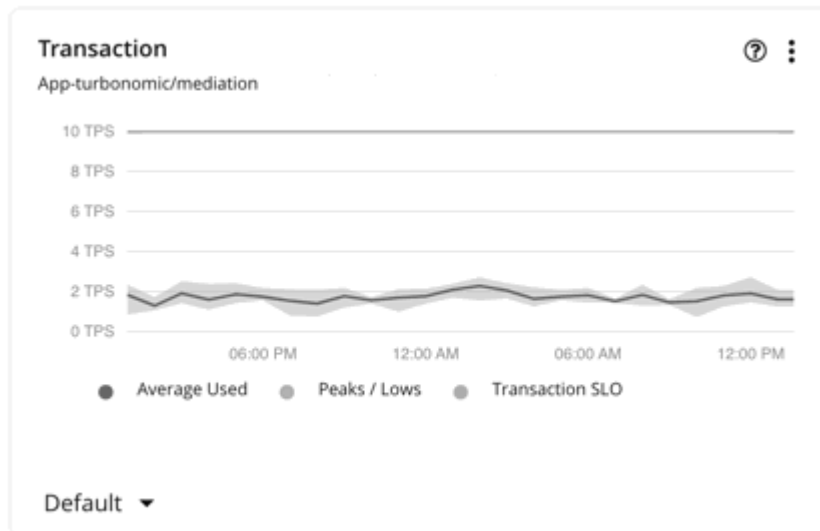 Transaction
App-turbonomic/mediation
10 TPS
8 TPS
6 TPS
4 TPS
2 TPS
0 TPS
06:00 PM 12:00 AM 06:00 AM 12:00 PM
Average Used Peaks / Lows Transaction SLO
Default